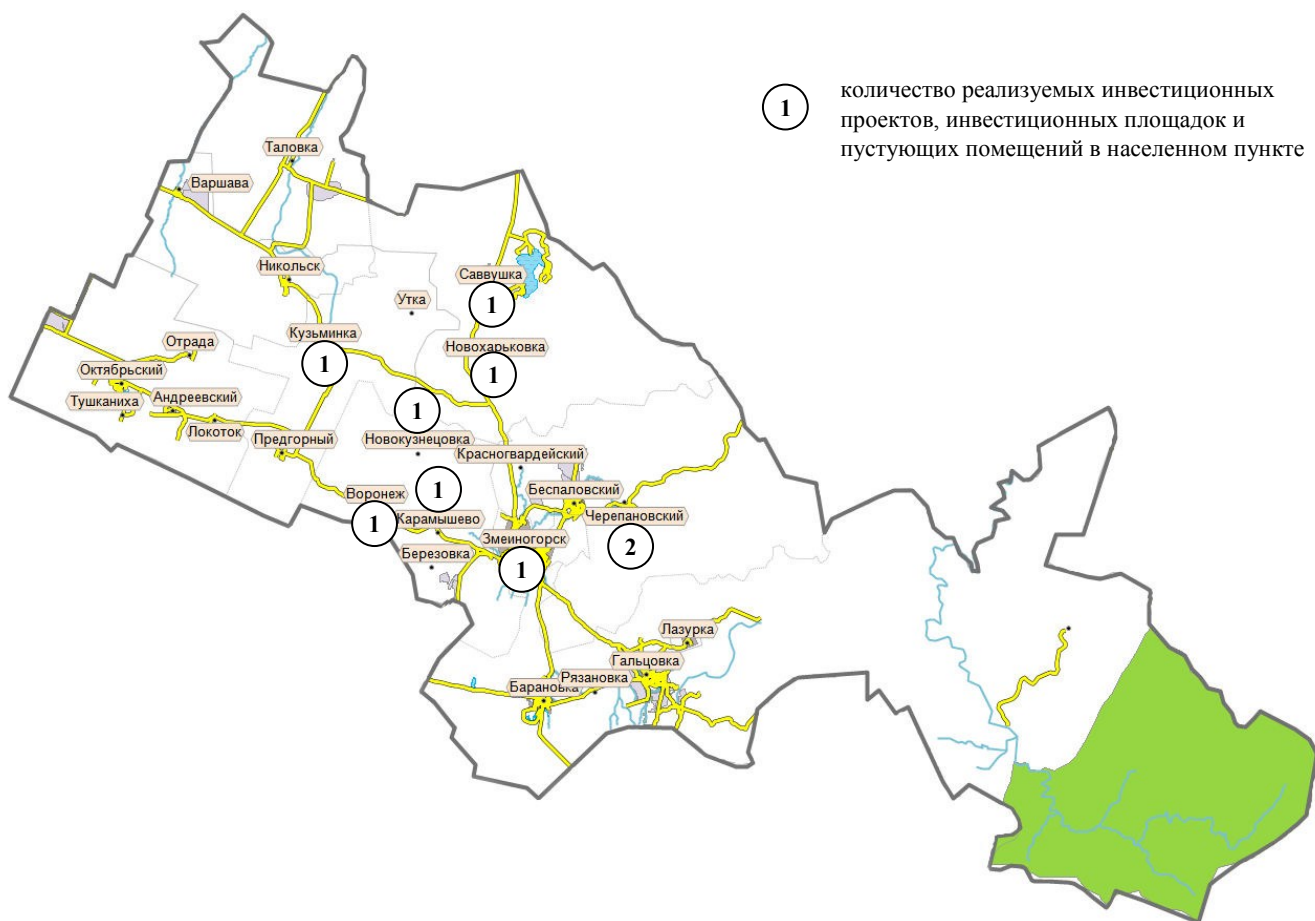 1
количество реализуемых инвестиционных
проектов, инвестиционных площадок и
пустующих помещений в населенном пункте
Таловка
Варшава
Никольск
Саввушка
1
Утка
Кузьминка
1
Отрада
Новохарьковка
1
Октябрьский
Тушканиха
Андреевский
1
Локоток
Предгорный
Новокузнецовка
Красногвардейский
1
Воронеж
1
Беспаловский
Карамышево
Черепановский
2
Змеиногорск
1
Березовка
Лазурка
Гальцовка
Рязановка
Барановка